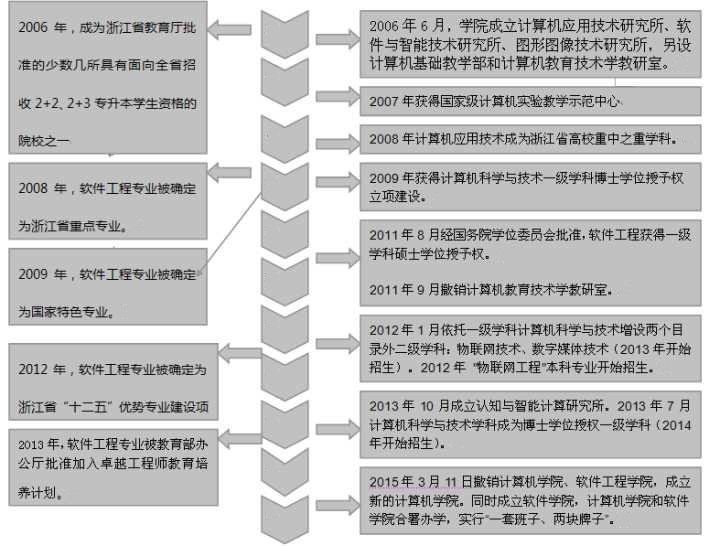 2006 年，成为浙江省教育厅批
准的少数几所具有面向全省招
收 2+2、2+3 专升本学生资格的
院校之一
2008 年，软件工程专业被确定
为浙江省重点专业。
2009 年，软件工程专业被确定
为国家特色专业。
2012 年，软件工程专业被确定为
浙江省“十二五”优势专业建设项
2013 年，软件工程专业被教育部办
公厅批准加入卓越工程师教育培
养计划。
2006 年 6 月，学院成立计算机应用技术研究所、软
件与智能技术研究所、图形图像技术研究所，另设
计算机基础教学部和计算机教育技术学教研室。
2007 年获得国家级计算机实验教学示范中心
2008 年计算机应用技术成为浙江省高校重中之重学科。
2009 年获得计算机科学与技术一级学科博士学位授予权
立项建设。
2011 年 8 月经国务院学位委员会批准，软件工程获得一级
学科硕士学位授予权。
2011 年 9 月撤销计算机教育技术学教研室。
2012 年 1 月依托一级学科计算机科学与技术增设两个目
录外二级学科：物联网技术、数字媒体技术（2013 年开始
招生）。2012 年 "物联网工程"本科专业开始招生。
2013 年 10 月成立认知与智能计算研究所。2013 年 7 月
计算机科学与技术学科成为博士学位授权一级学科（2014
年开始招生）。
2015 年 3 月 11 日撤销计算机学院、软件工程学院，成立
新的计算机学院。同时成立软件学院，计算机学院和软件
学院合署办学，实行“一套班子、两块牌子”。